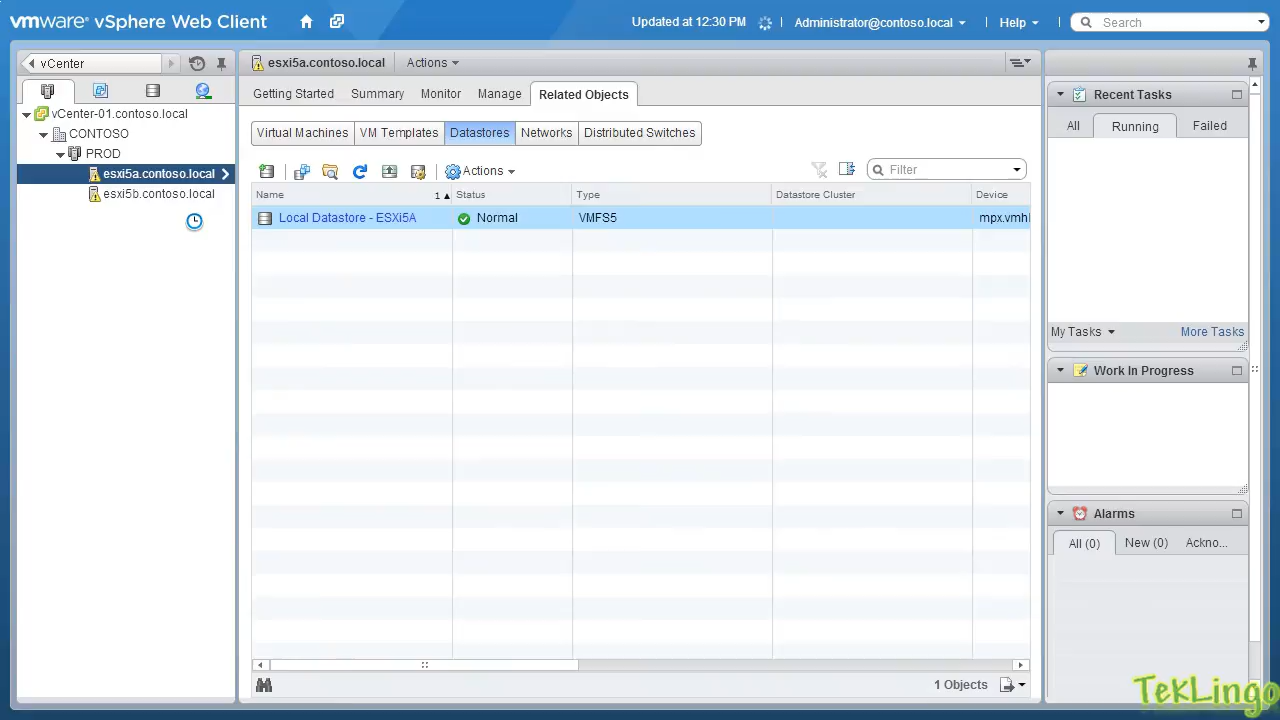 vmware® vSphere Web Client
Updated at 12:30 PM
Administrator@contoso.local
Help
Search
vCenter
vCenter-01.contoso.local
CONTOSO
PROD
esxi5a.contoso.local
esxi5b.contoso.local
esxi5a.contoso.local
Actions
Getting Started
Summary
Monitor
Manage
Related Objects
Virtual Machines
VM Templates
Datastores
Networks
Distributed Switches
Actions
Filter
Name 1 Status Type Datastore Cluster Device
Local Datastore - ESXi5A Normal VMFS5 mpx.vmh
1 Objects
Recent Tasks
All
Running
Failed
My Tasks
More Tasks
Work In Progress
Alarms
All (0)
New (0)
Ackno...
TekLingo